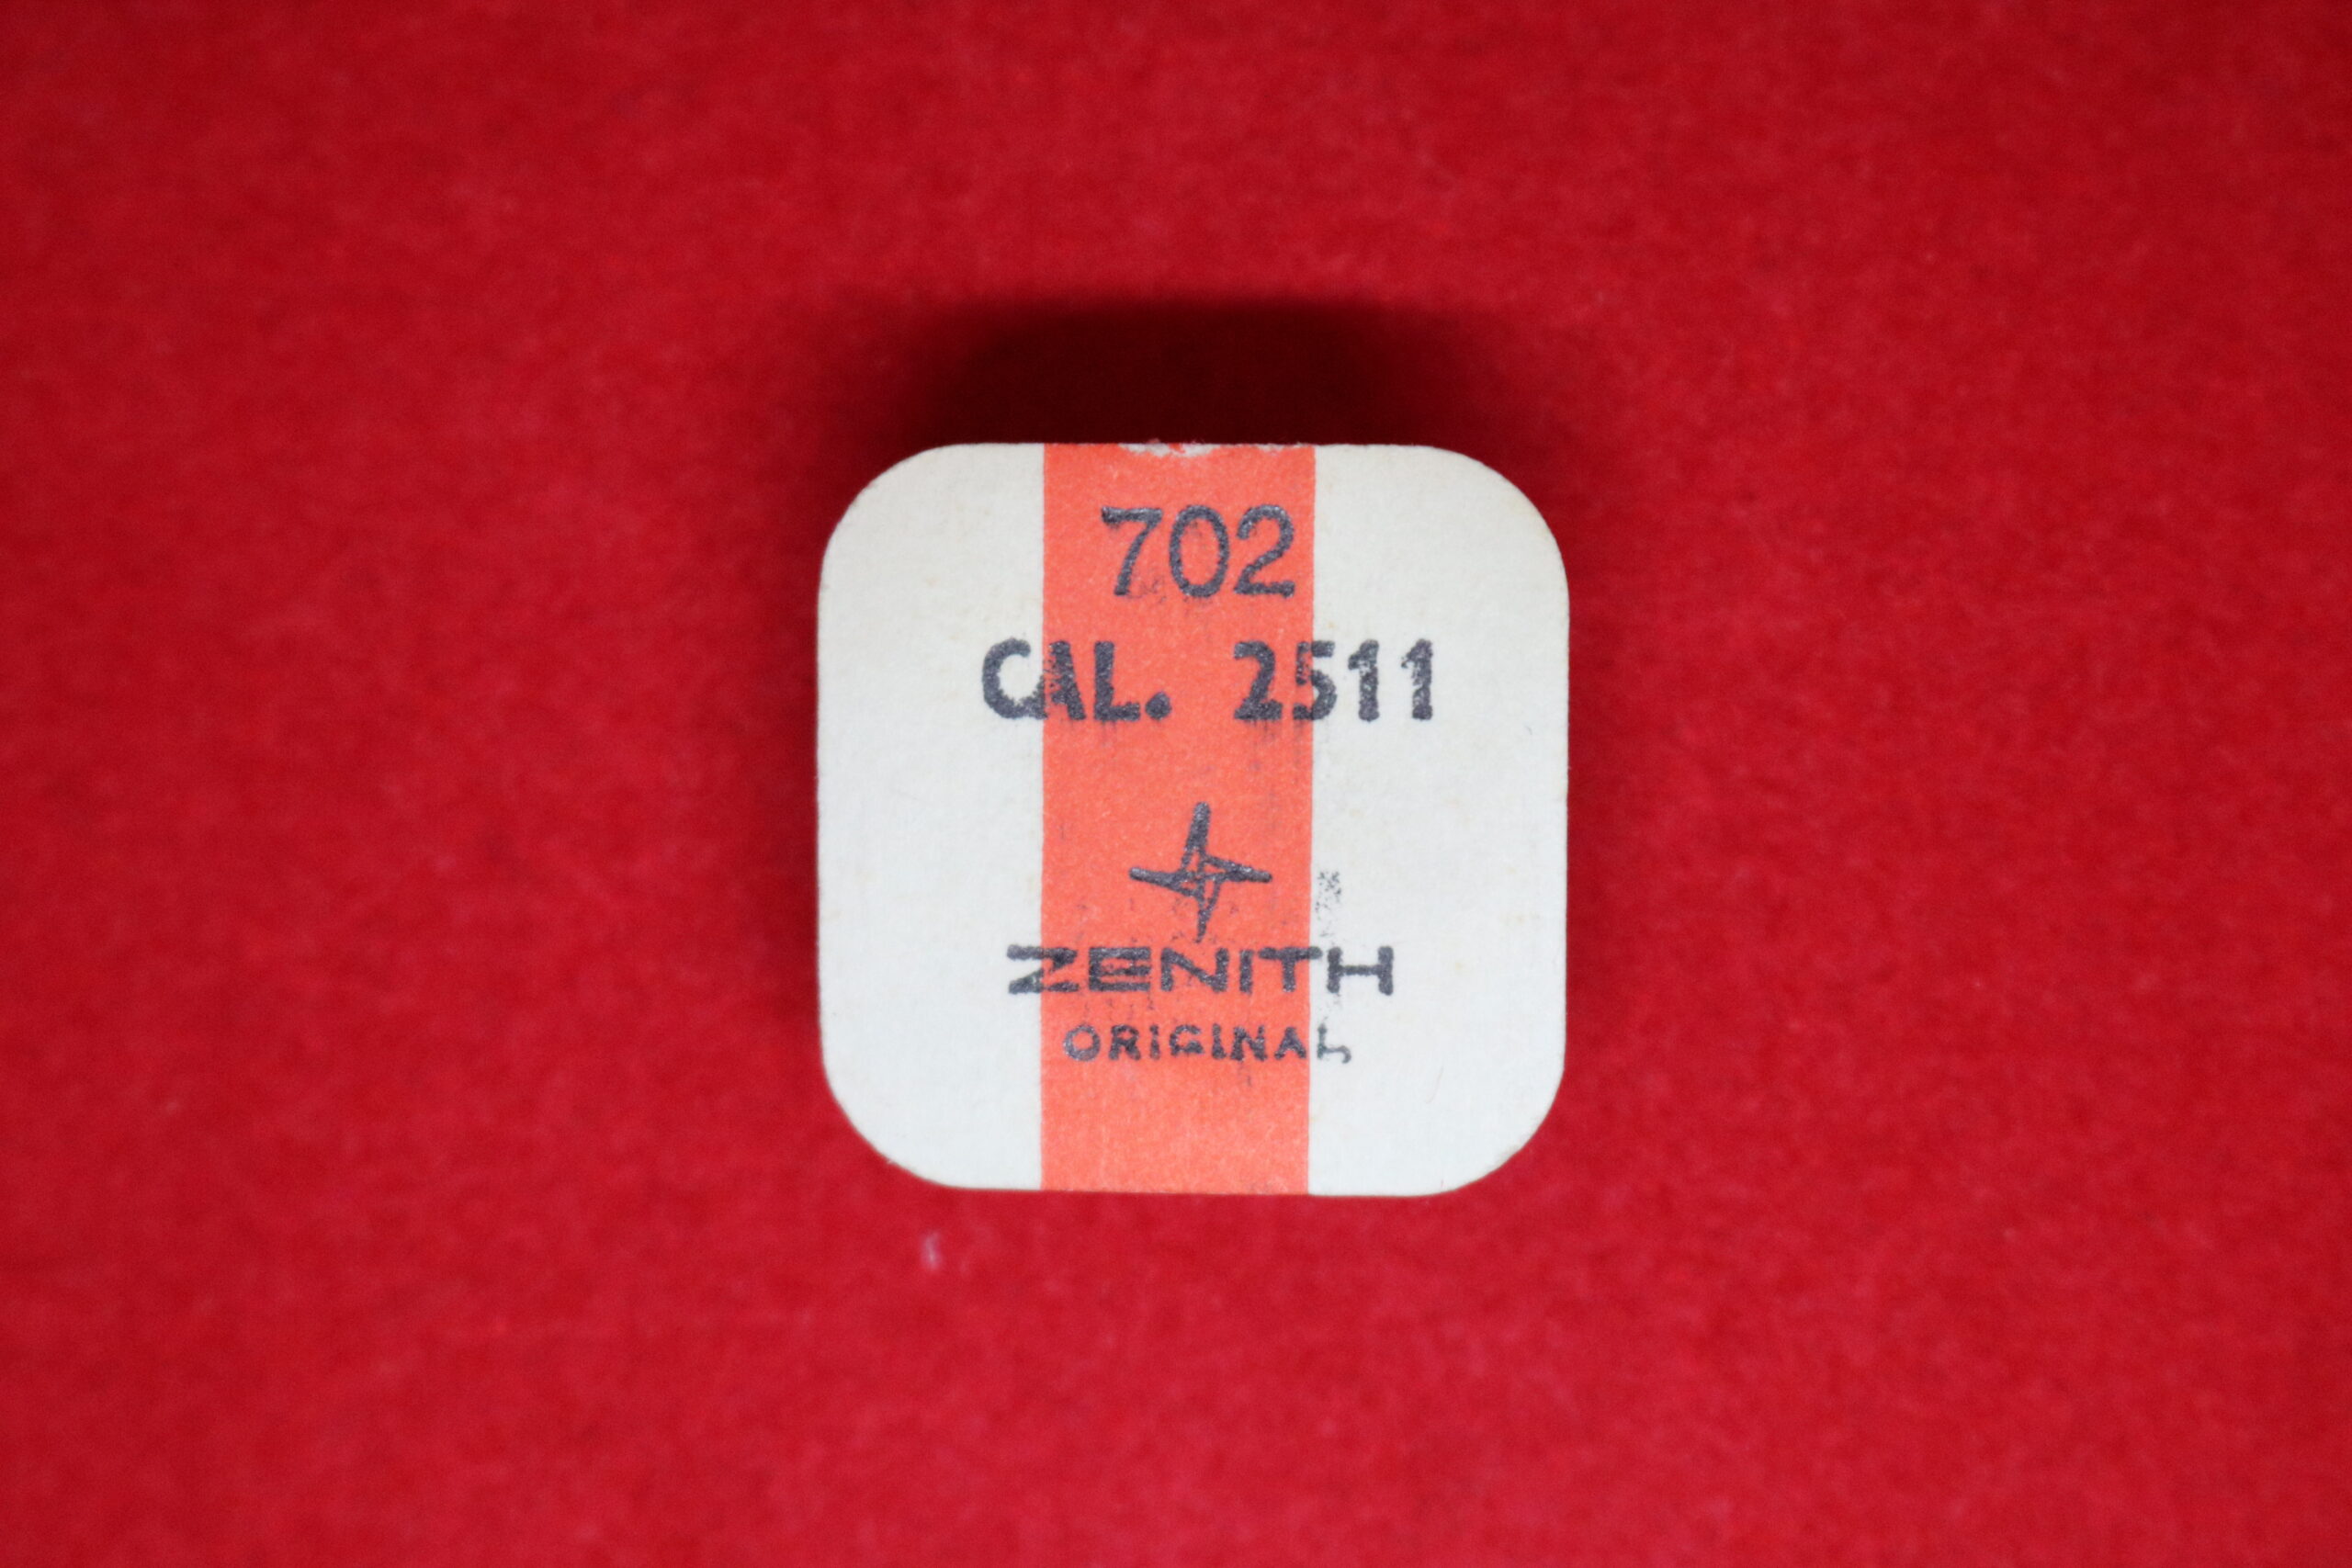 702
CAL. 2511
ZENITH
ORIGINAL